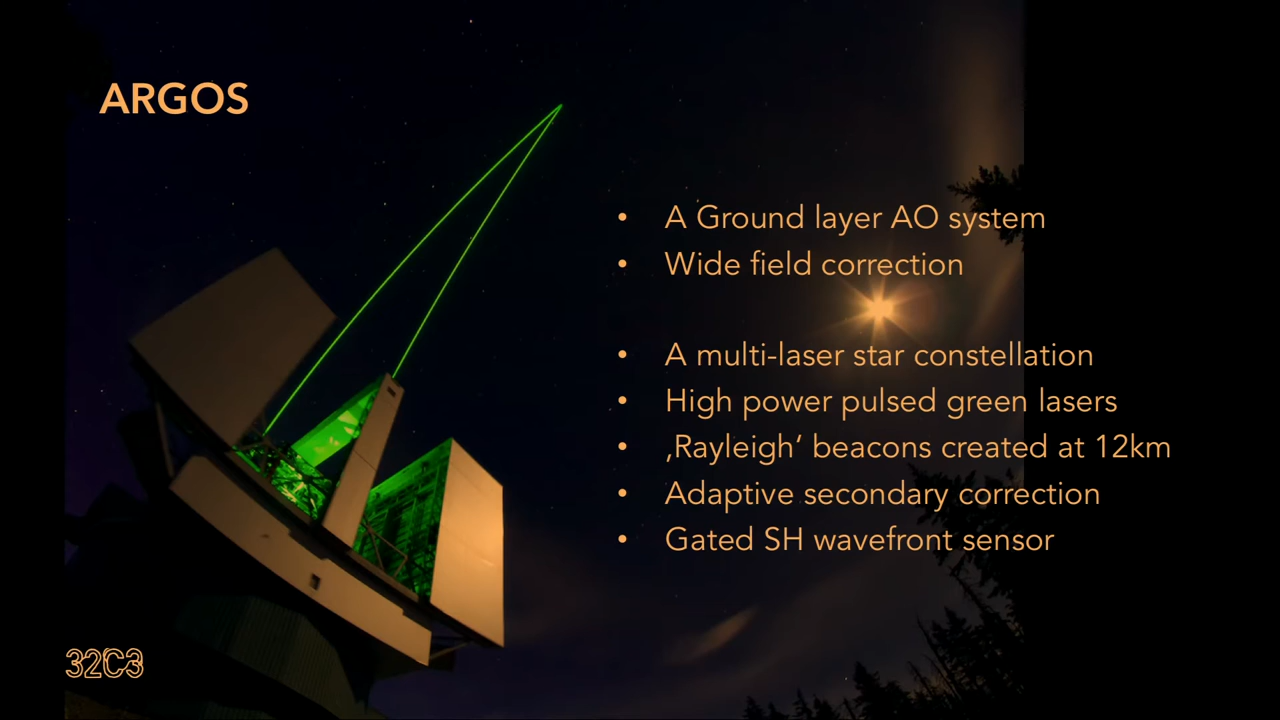 ARGOS
• A Ground layer AO system
• Wide field correction
• A multi-laser star constellation
• High power pulsed green lasers
• ‚Rayleigh‘ beacons created at 12km
• Adaptive secondary correction
• Gated SH wavefront sensor
32C3